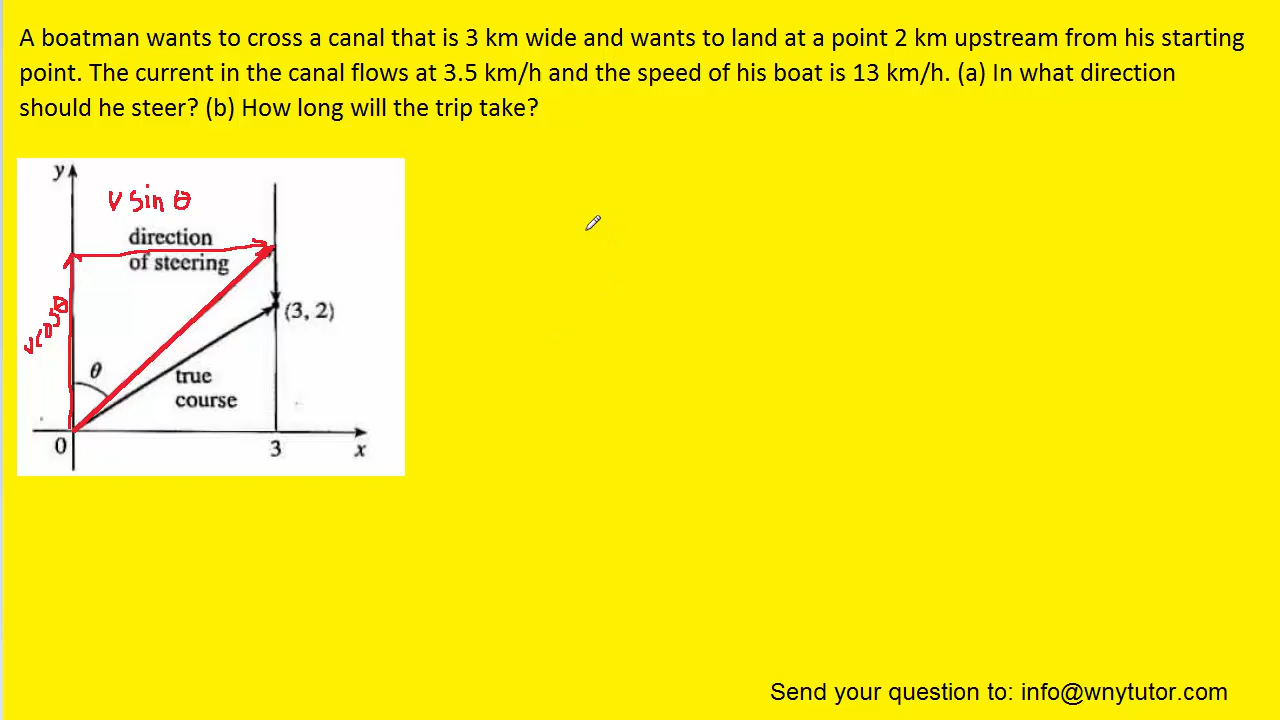 A boatman wants to cross a canal that is 3 km wide and wants to land at a point 2 km upstream from his starting
point. The current in the canal flows at 3.5 km/h and the speed of his boat is 13 km/h. (a) In what direction
should he steer? (b) How long will the trip take?
y
v sin θ
direction
of steering
vcosθ
(3, 2)
θ
true
course
0
3
x
Send your question to: info@wnytutor.com